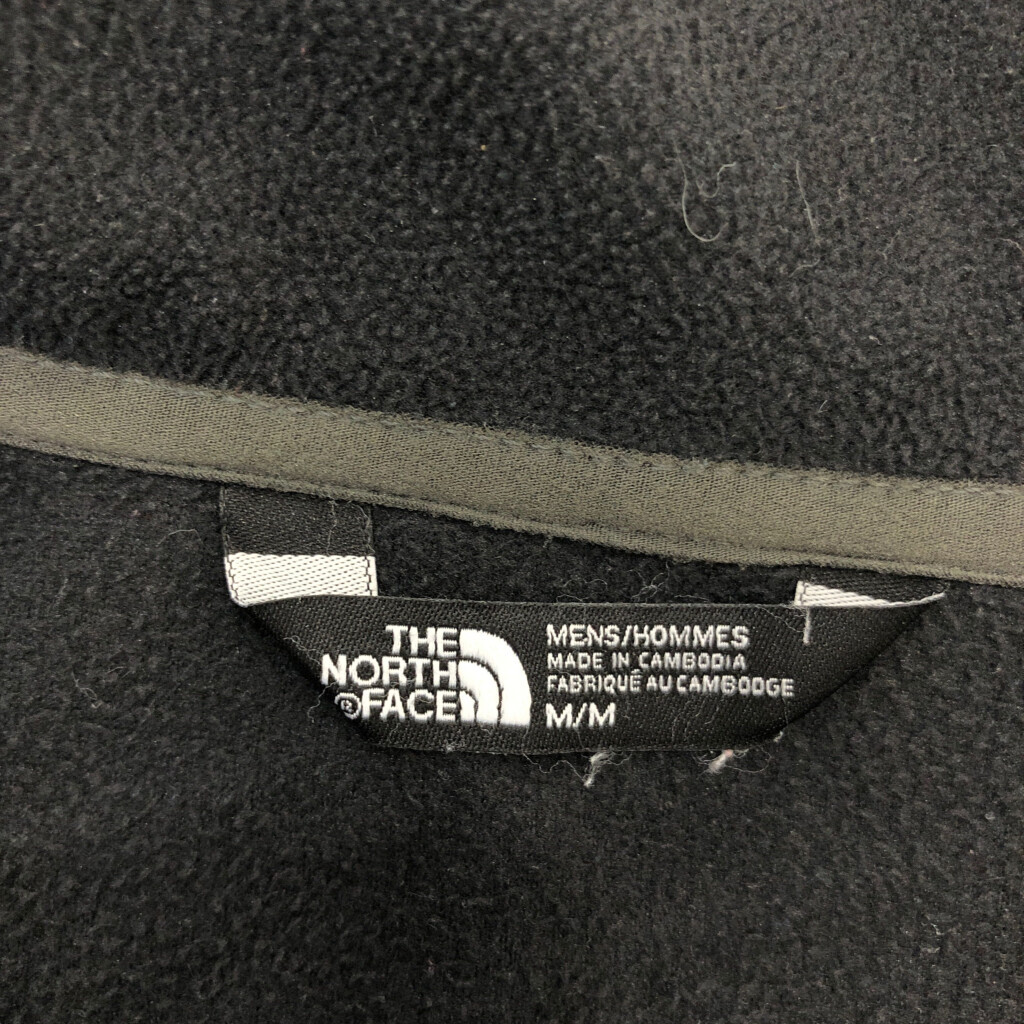 THE
NORTH
®FACE
MENS/HOMMES
MADE IN CAMBODIA
FABRIQUÉ AU CAMBODGE
M/M